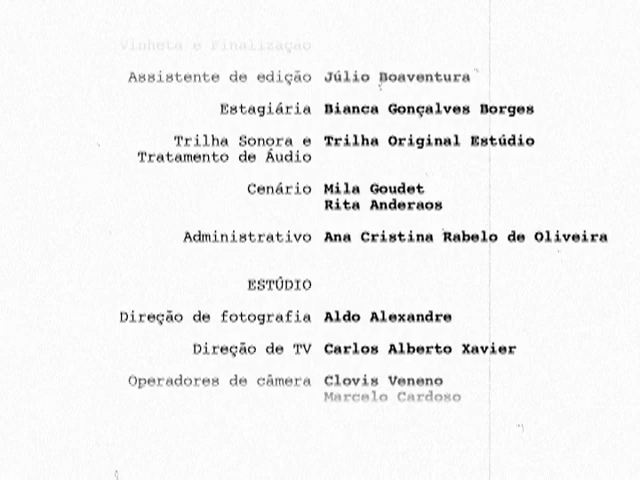 Vinheta e Finalização
Assistente de edição Júlio Boaventura
Estagiária Bianca Gonçalves Borges
Trilha Sonora e Trilha Original Estúdio
Tratamento de Áudio
Cenário Mila Goudet
Rita Anderaos
Administrativo Ana Cristina Rabelo de Oliveira
ESTÚDIO
Direção de fotografia Aldo Alexandre
Direção de TV Carlos Alberto Xavier
Operadores de câmera Clovis Veneno
Marcelo Cardoso